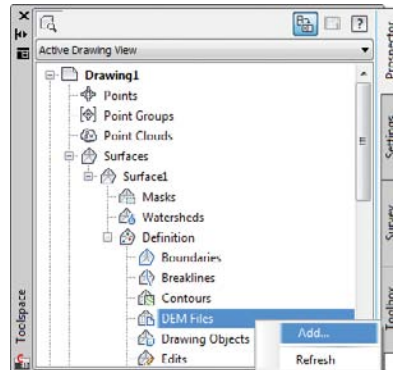 Active Drawing View
Drawing1
Points
Point Groups
Point Clouds
Surfaces
Surface1
Masks
Watersheds
Definition
Boundaries
Breaklines
Contours
DEM Files
Drawing Objects
Edits
Add...
Refresh
Toolspace
Prospector
Settings
Survey
Toolbox